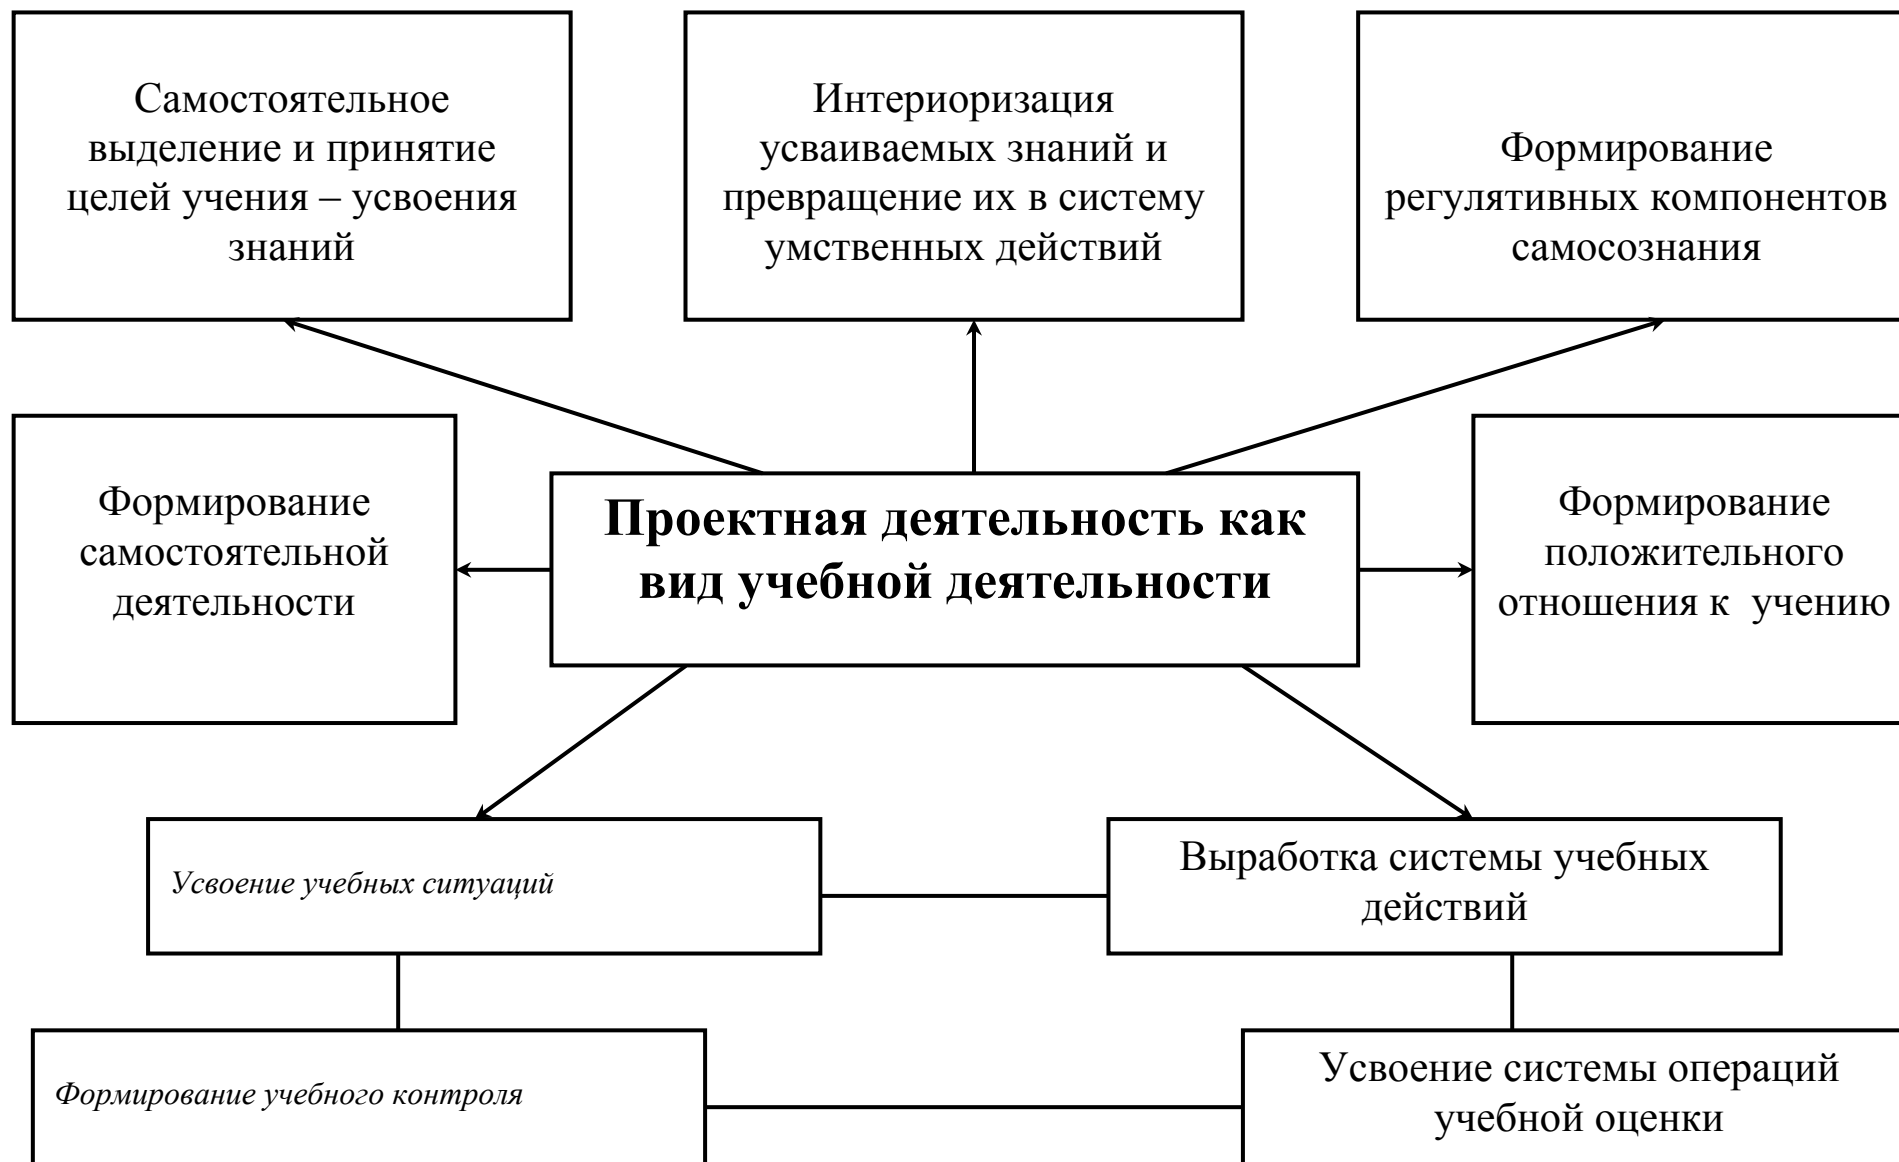 Самостоятельное
выделение и принятие
целей учения – усвоения
знаний
Интериоризация
усваиваемых знаний и
превращение их в систему
умственных действий
Формирование
регулятивных компонентов
самосознания
Формирование
самостоятельной
деятельности
Проектная деятельность как
вид учебной деятельности
Формирование
положительного
отношения к учению
Усвоение учебных ситуаций
Выработка системы учебных
действий
Формирование учебного контроля
Усвоение системы операций
учебной оценки